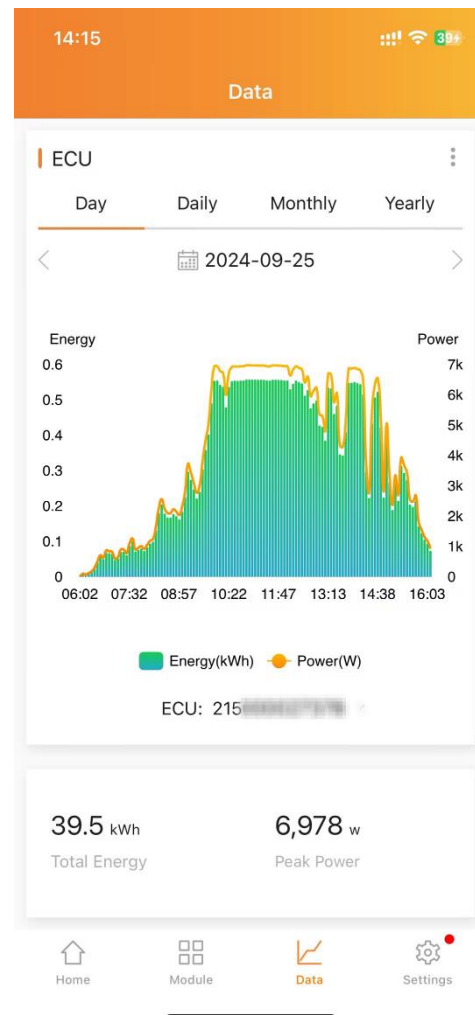 14:15
39
Data
ECU
Day Daily Monthly Yearly
2024-09-25
Energy Power
0.6 7k
0.5 6k
5k
0.4 4k
0.3 3k
0.2 2k
0.1 1k
0 0
06:02 07:32 08:57 10:22 11:47 13:13 14:38 16:03
Energy(kWh) Power(W)
ECU: 215
39.5 kWh 6,978 w
Total Energy Peak Power
Home Module Data Settings